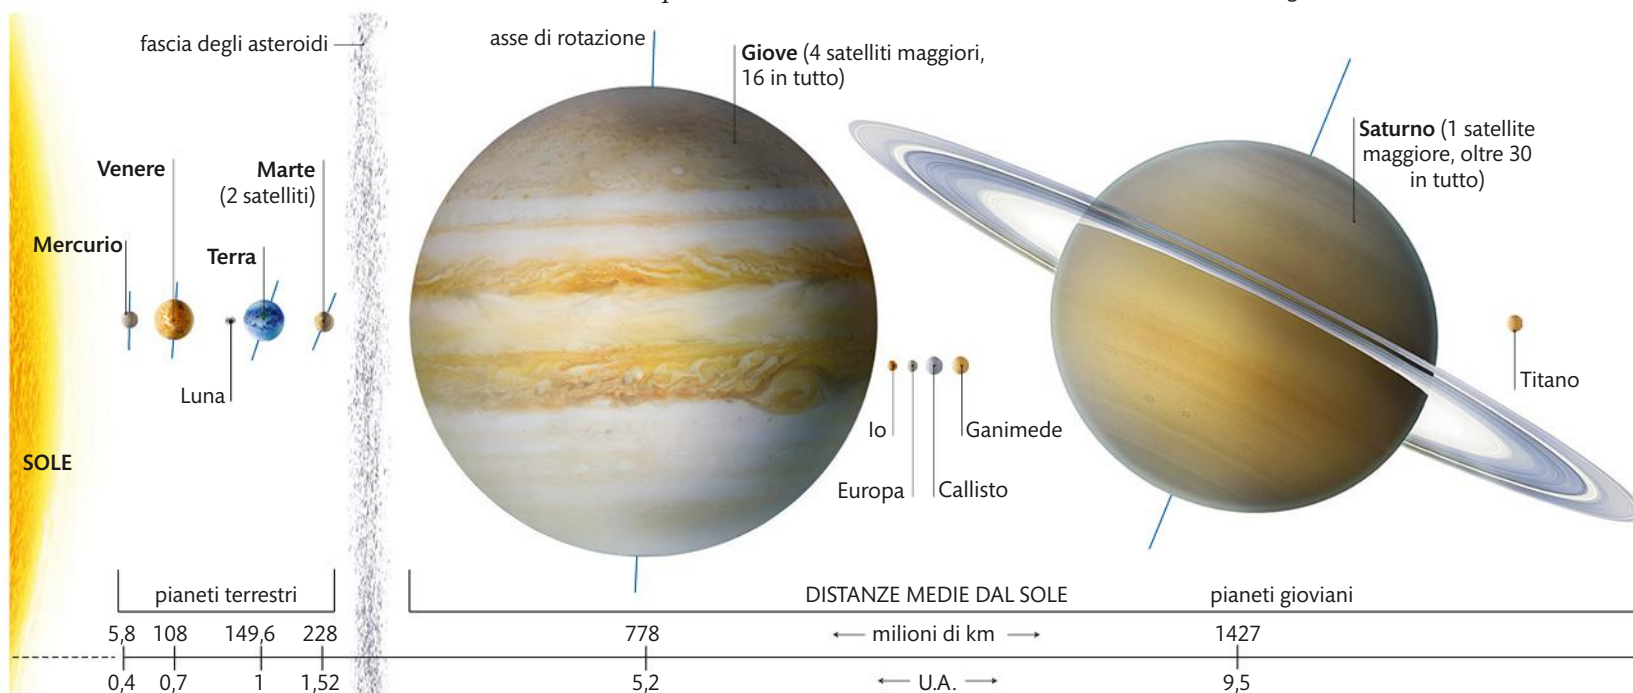 fascia degli asteroidi
asse di rotazione
Giove (4 satelliti maggiori,
16 in tutto)
Saturno (1 satellite
maggiore, oltre 30
in tutto)
Venere
Marte
(2 satelliti)
Mercurio
Terra
Luna
Titano
Io
Ganimede
Europa
Callisto
SOLE
pianeti terrestri
DISTANZE MEDIE DAL SOLE
pianeti gioviani
5,8 108 149,6 228 778 milioni di km 1427
0,4 0,7 1 1,52 5,2 U.A. 9,5